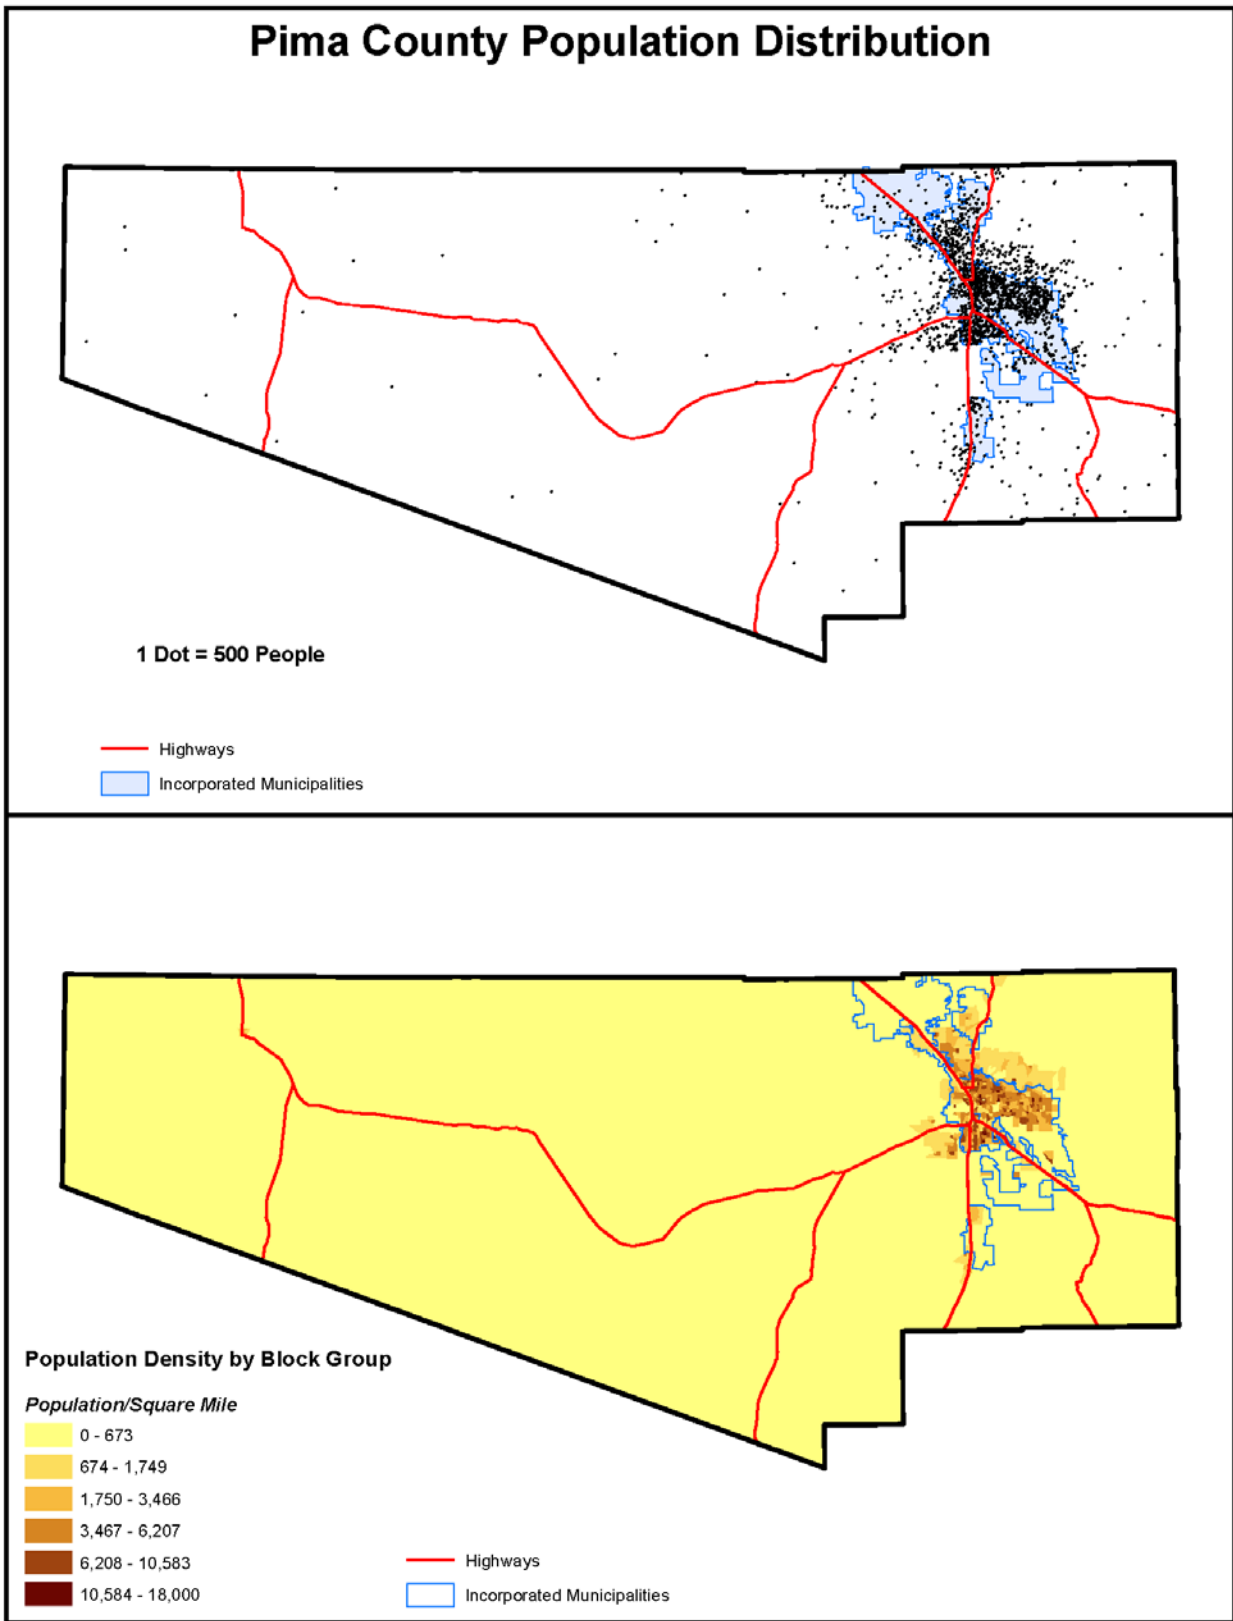 Pima County Population Distribution
1 Dot = 500 People
Highways
Incorporated Municipalities
Population Density by Block Group
Population/Square Mile
0 - 673
674 - 1,749
1,750 - 3,466
3,467 - 6,207
6,208 - 10,583
10,584 - 18,000
Highways
Incorporated Municipalities